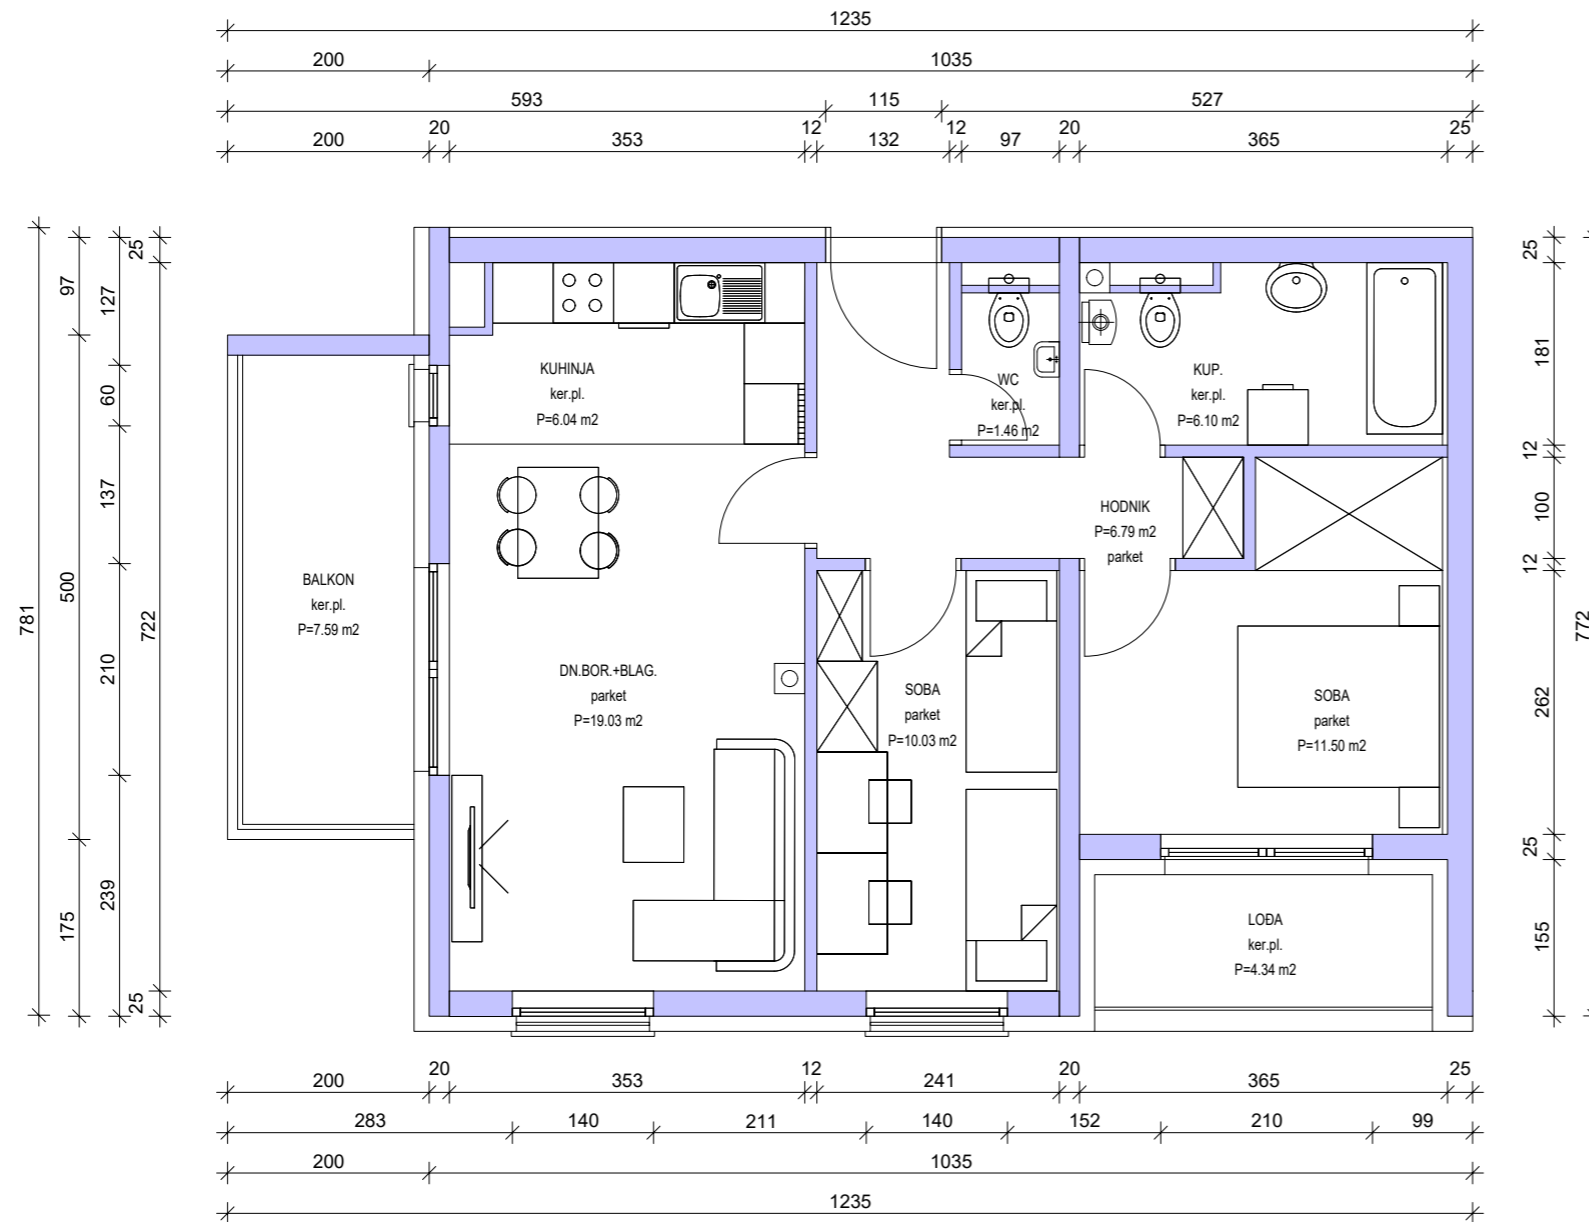 1235
200 1035
593 115 527
200 20 353 12 132 12 97 20 365 25
781
97 500 175
127 60 137 210 239
25 722 25
KUHINJA
ker.pl.
P=6.04 m2
WC
ker.pl.
P=1.46 m2
KUP.
ker.pl.
P=6.10 m2
HODNIK
P=6.79 m2
parket
BALKON
ker.pl.
P=7.59 m2
DN.BOR.+BLAG.
parket
P=19.03 m2
SOBA
parket
P=10.03 m2
SOBA
parket
P=11.50 m2
LOĐA
ker.pl.
P=4.34 m2
25 181 12 100 12 262 25 155
772
200 20 353 12 241 20 365 25
283 140 211 140 152 210 99
200 1035
1235